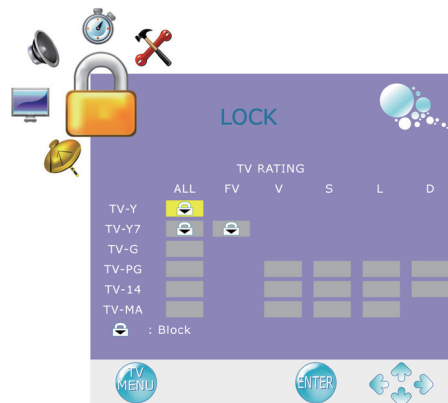 LOCK
TV RATING
ALL FV V S L D
TV-Y
TV-Y7
TV-G
TV-PG
TV-14
TV-MA
: Block
TV
MENU
ENTER